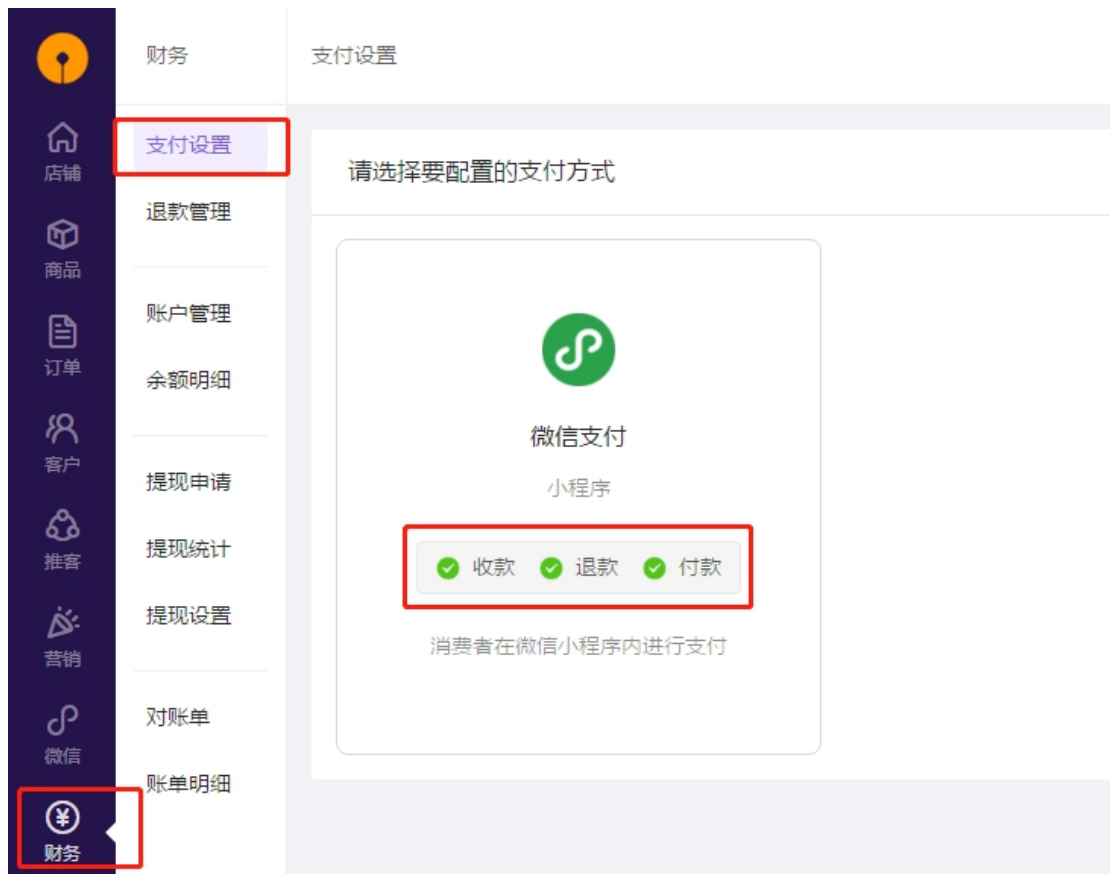 店铺
商品
订单
客户
推客
营销
微信
财务
财务
支付设置
退款管理
账户管理
余额明细
提现申请
提现统计
提现设置
对账单
账单明细
支付设置
请选择要配置的支付方式
微信支付
小程序
收款 退款 付款
消费者在微信小程序内进行支付